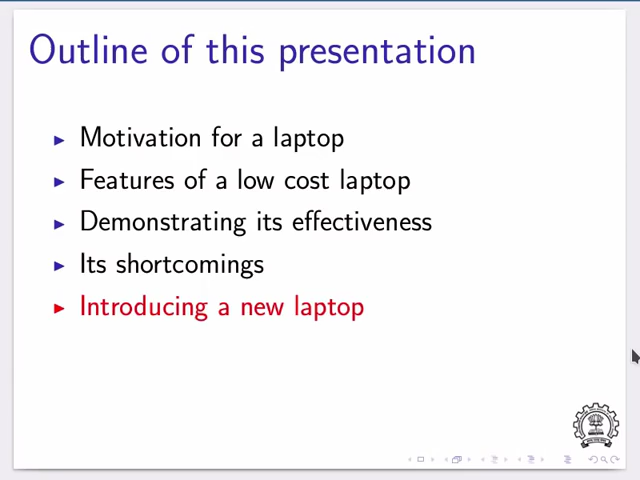 Outline of this presentation
Motivation for a laptop
Features of a low cost laptop
Demonstrating its effectiveness
Its shortcomings
Introducing a new laptop